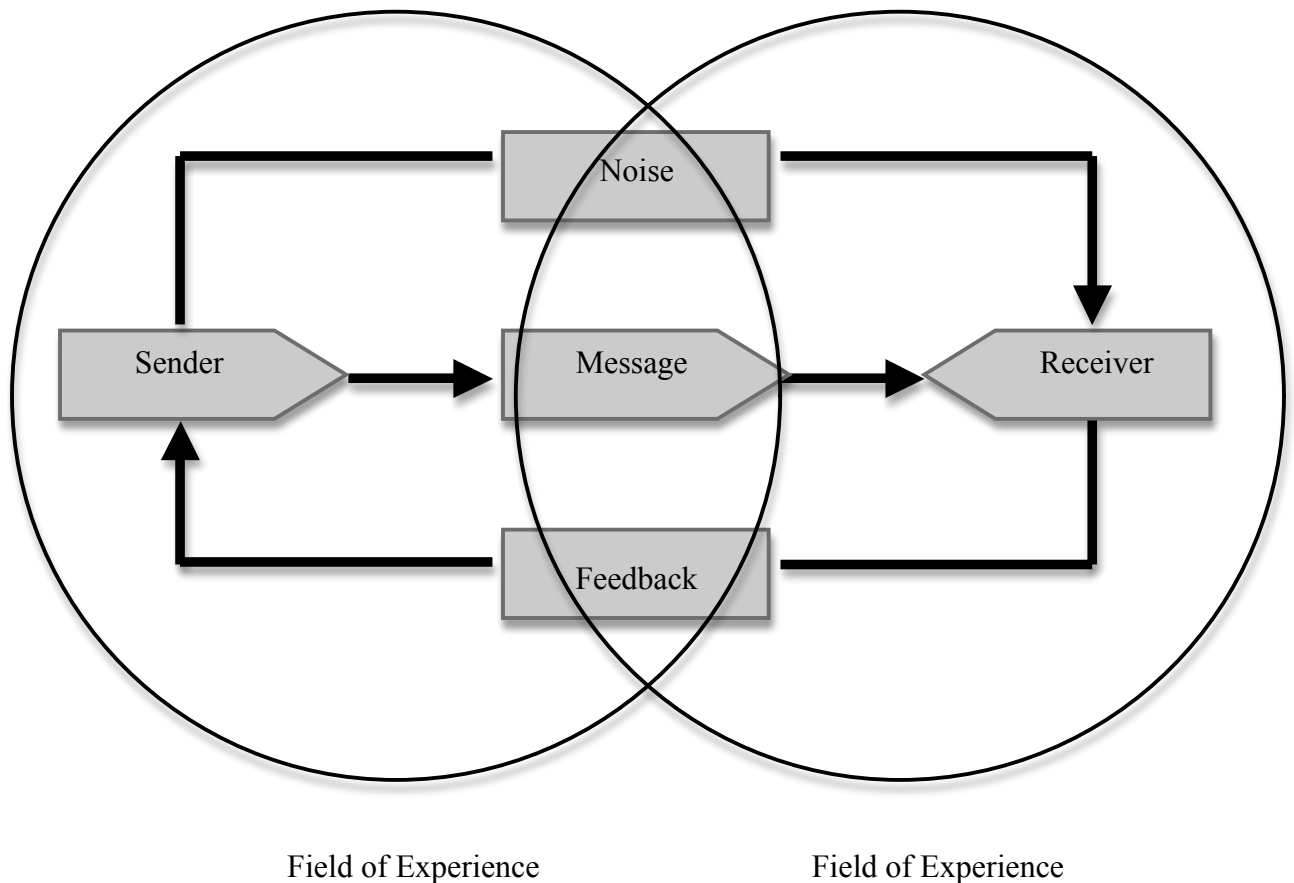 Noise
Sender
Message
Receiver
Feedback
Field of Experience
Field of Experience